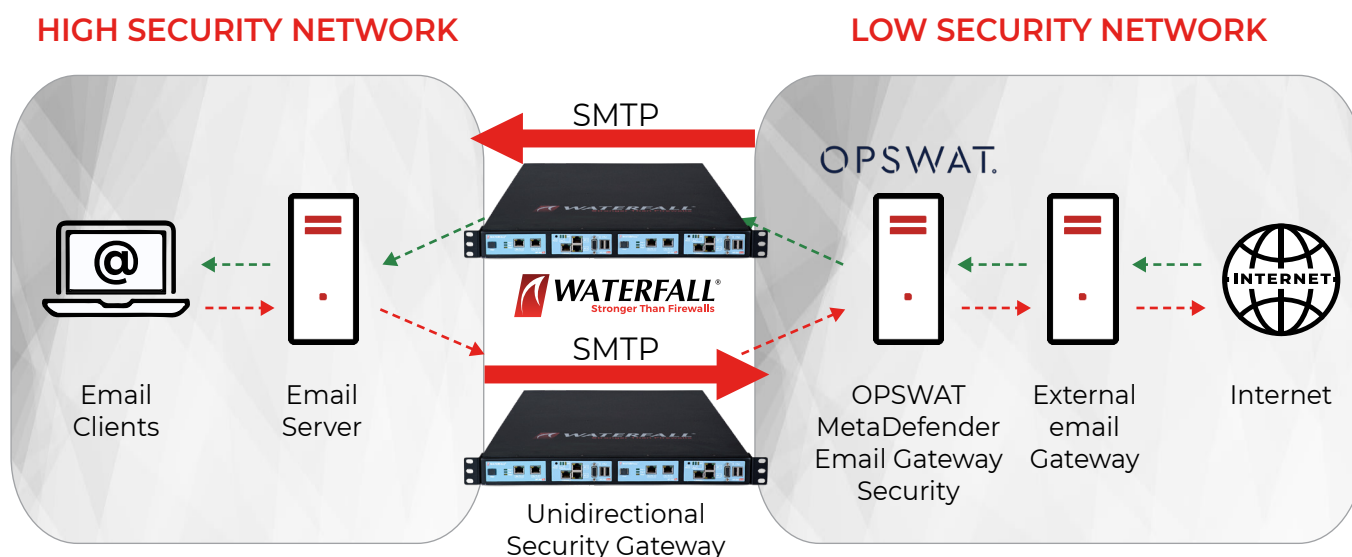 HIGH SECURITY NETWORK
LOW SECURITY NETWORK
SMTP
OPSWAT.
WATERFALL
@
INTERNET
WATERFALL®
Stronger Than Firewalls
SMTP
Email
Clients
Email
Server
OPSWAT
MetaDefender
Email Gateway
Security
External
email
Gateway
Internet
WATERFALL
Unidirectional
Security Gateway